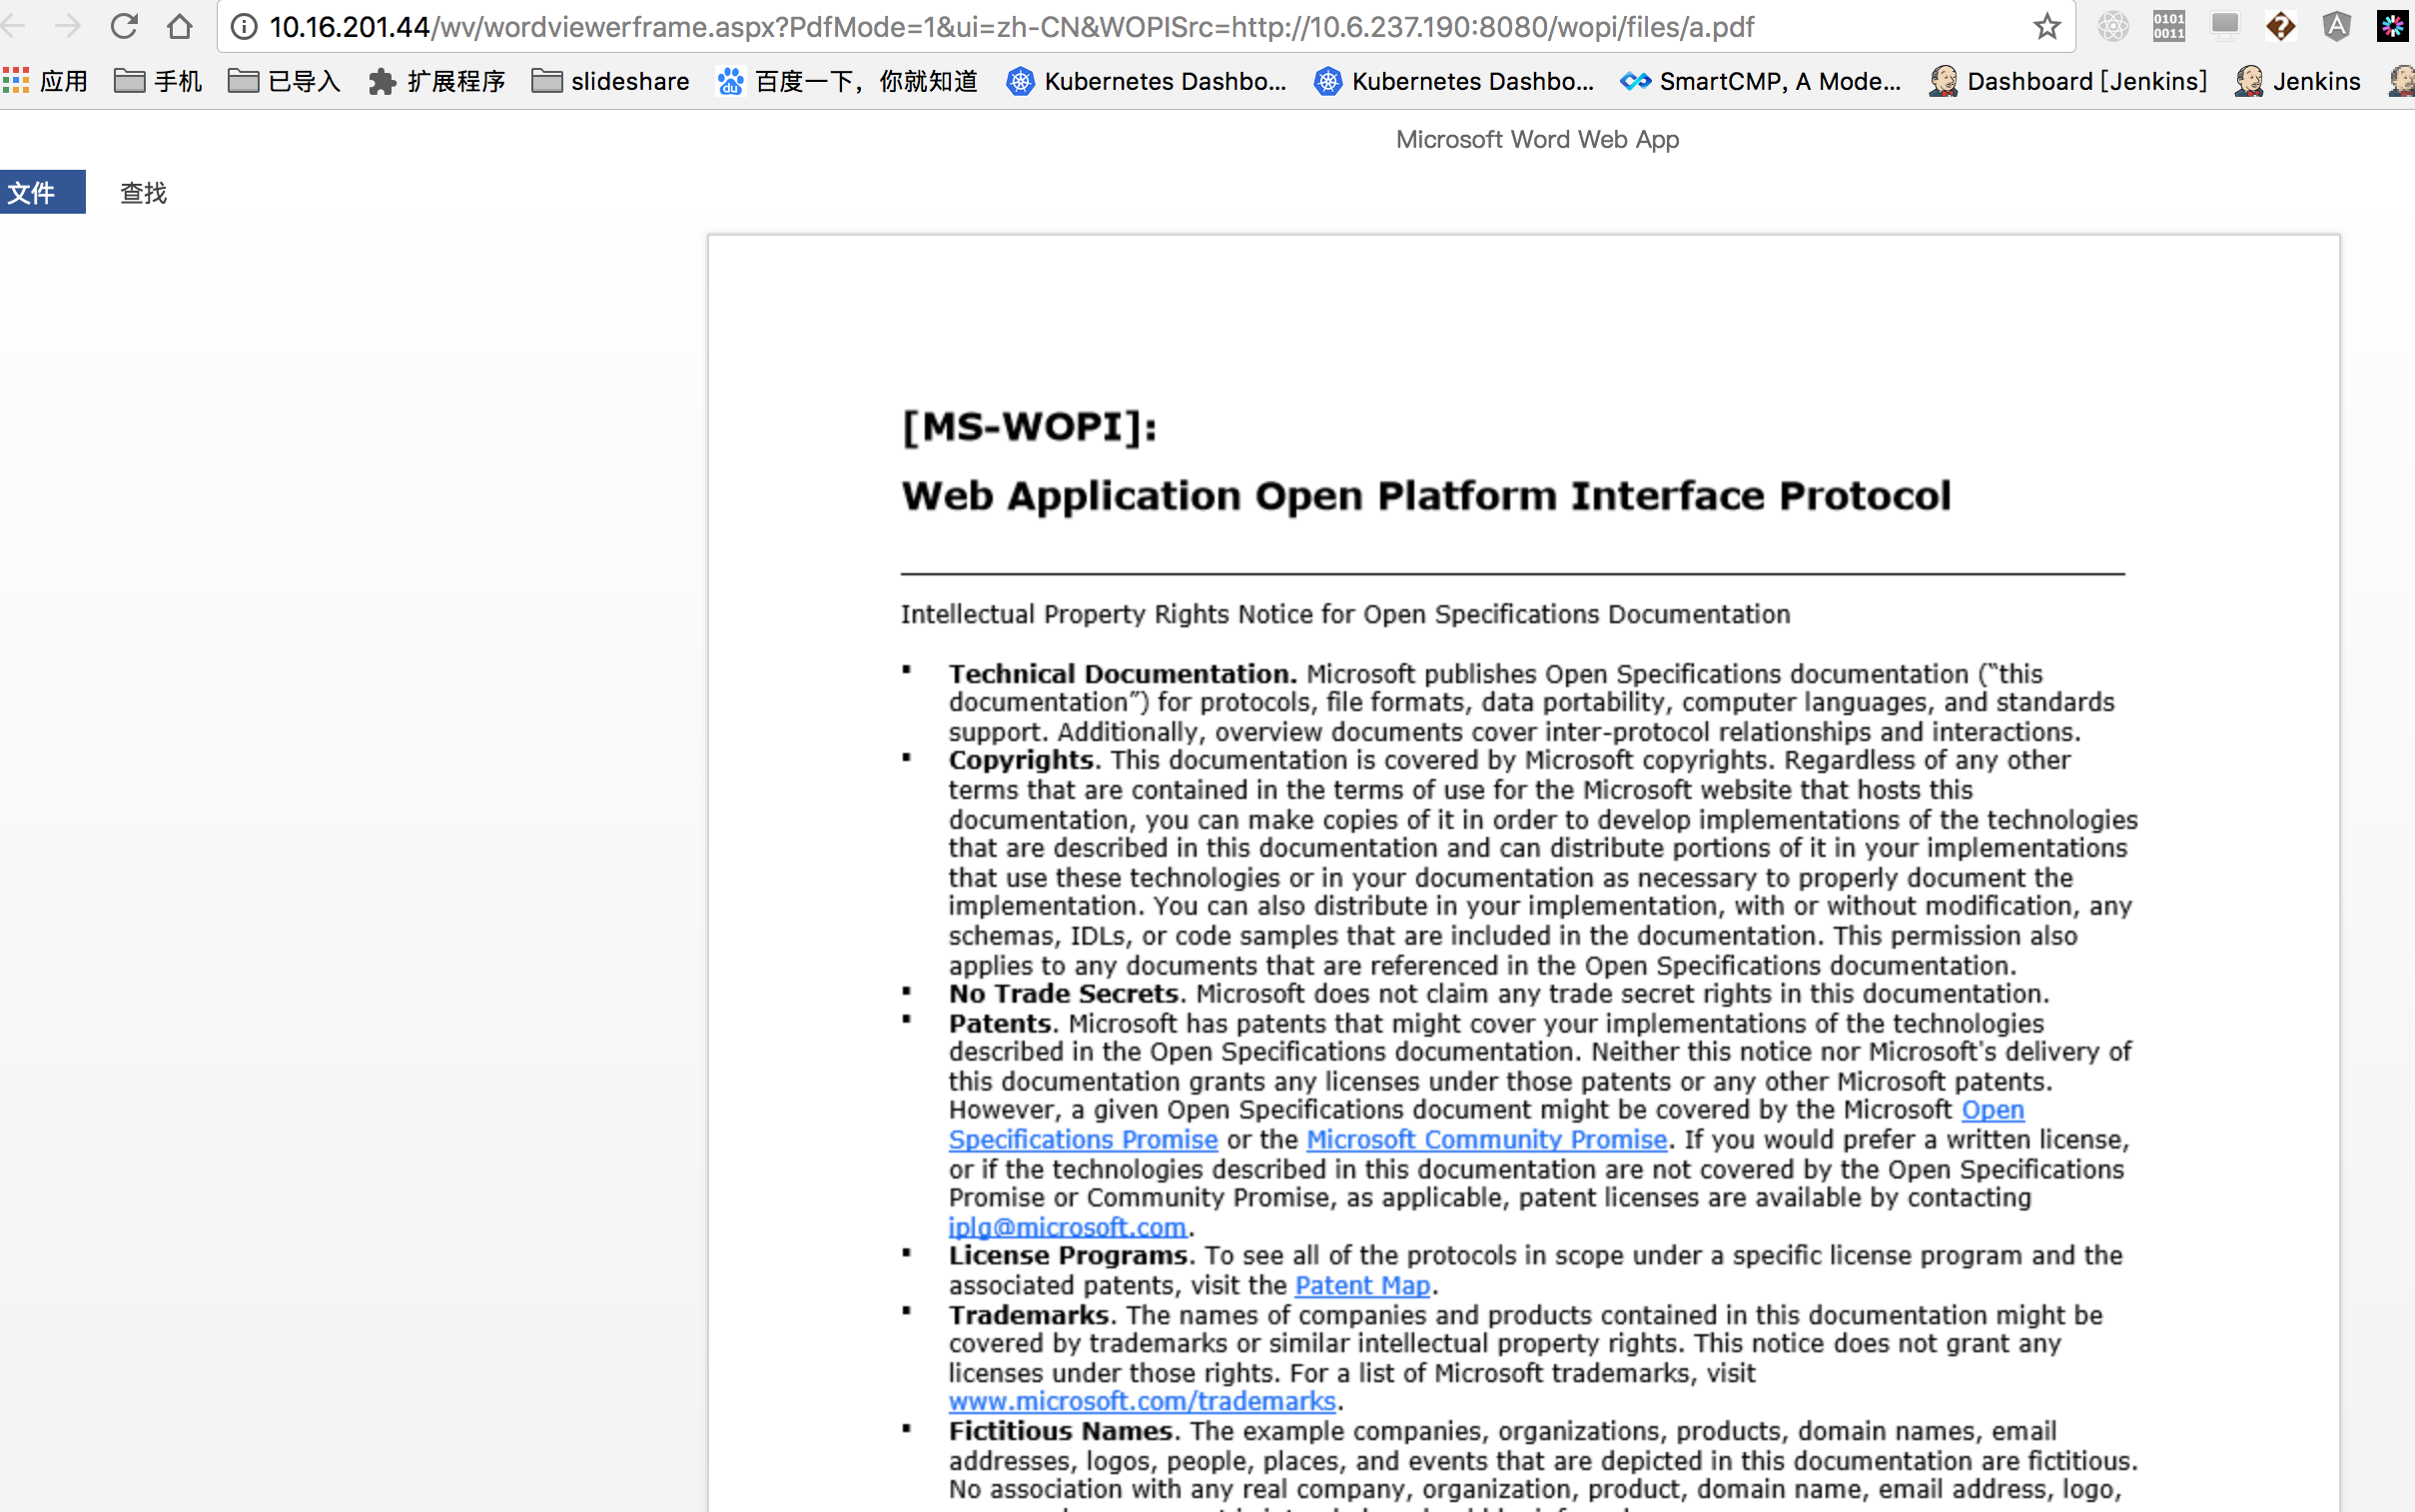 10.16.201.44/wv/wordviewerframe.aspx?PdfMode=1&ui=zh-CN&WOPISrc=http://10.6.237.190:8080/wopi/files/a.pdf
0101
0011
应用 手机 已导入 扩展程序 slideshare du 百度一下，你就知道 Kubernetes Dashbo... Kubernetes Dashbo... SmartCMP, A Mode... Dashboard [Jenkins] Jenkins
Microsoft Word Web App
文件 查找
[MS-WOPI]:
Web Application Open Platform Interface Protocol
Intellectual Property Rights Notice for Open Specifications Documentation
▪ Technical Documentation. Microsoft publishes Open Specifications documentation (“this
documentation”) for protocols, file formats, data portability, computer languages, and standards
support. Additionally, overview documents cover inter-protocol relationships and interactions.
▪ Copyrights. This documentation is covered by Microsoft copyrights. Regardless of any other
terms that are contained in the terms of use for the Microsoft website that hosts this
documentation, you can make copies of it in order to develop implementations of the technologies
that are described in this documentation and can distribute portions of it in your implementations
that use these technologies or in your documentation as necessary to properly document the
implementation. You can also distribute in your implementation, with or without modification, any
schemas, IDLs, or code samples that are included in the documentation. This permission also
applies to any documents that are referenced in the Open Specifications documentation.
▪ No Trade Secrets. Microsoft does not claim any trade secret rights in this documentation.
▪ Patents. Microsoft has patents that might cover your implementations of the technologies
described in the Open Specifications documentation. Neither this notice nor Microsoft's delivery of
this documentation grants any licenses under those patents or any other Microsoft patents.
However, a given Open Specifications document might be covered by the Microsoft Open
Specifications Promise or the Microsoft Community Promise. If you would prefer a written license,
or if the technologies described in this documentation are not covered by the Open Specifications
Promise or Community Promise, as applicable, patent licenses are available by contacting
iplg@microsoft.com.
▪ License Programs. To see all of the protocols in scope under a specific license program and the
associated patents, visit the Patent Map.
▪ Trademarks. The names of companies and products contained in this documentation might be
covered by trademarks or similar intellectual property rights. This notice does not grant any
licenses under those rights. For a list of Microsoft trademarks, visit
www.microsoft.com/trademarks.
▪ Fictitious Names. The example companies, organizations, products, domain names, email
addresses, logos, people, places, and events that are depicted in this documentation are fictitious.
No association with any real company, organization, product, domain name, email address, logo,